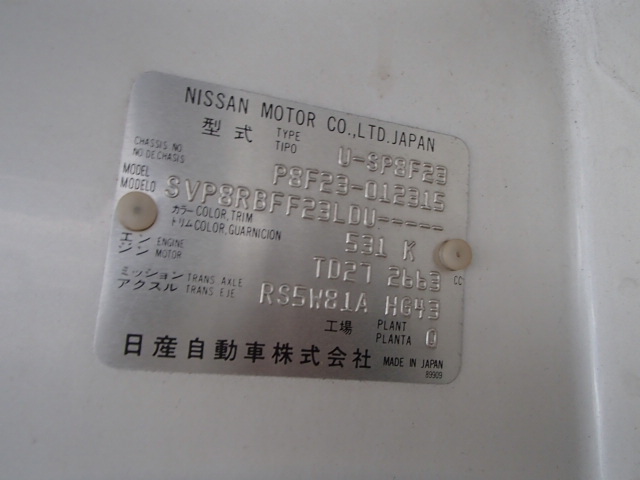 NISSAN MOTOR CO.,LTD.JAPAN
型式 TYPE TIPO U-SP8F23
CHASSIS NO NO DE.CHASIS P8F23-012315
MODEL MODELO SVP8RBFF23LDU-----
カラー COLOR,TRIM トリム COLOR,GUARNICION 531 K
エンジン ENGINE MOTOR TD27 2663 CC
ミッション TRANS. AXLE アクスル TRANS EJE RS5W81A HG43
工場 PLANT PLANTA 0
日産自動車株式会社 MADE IN JAPAN
89909